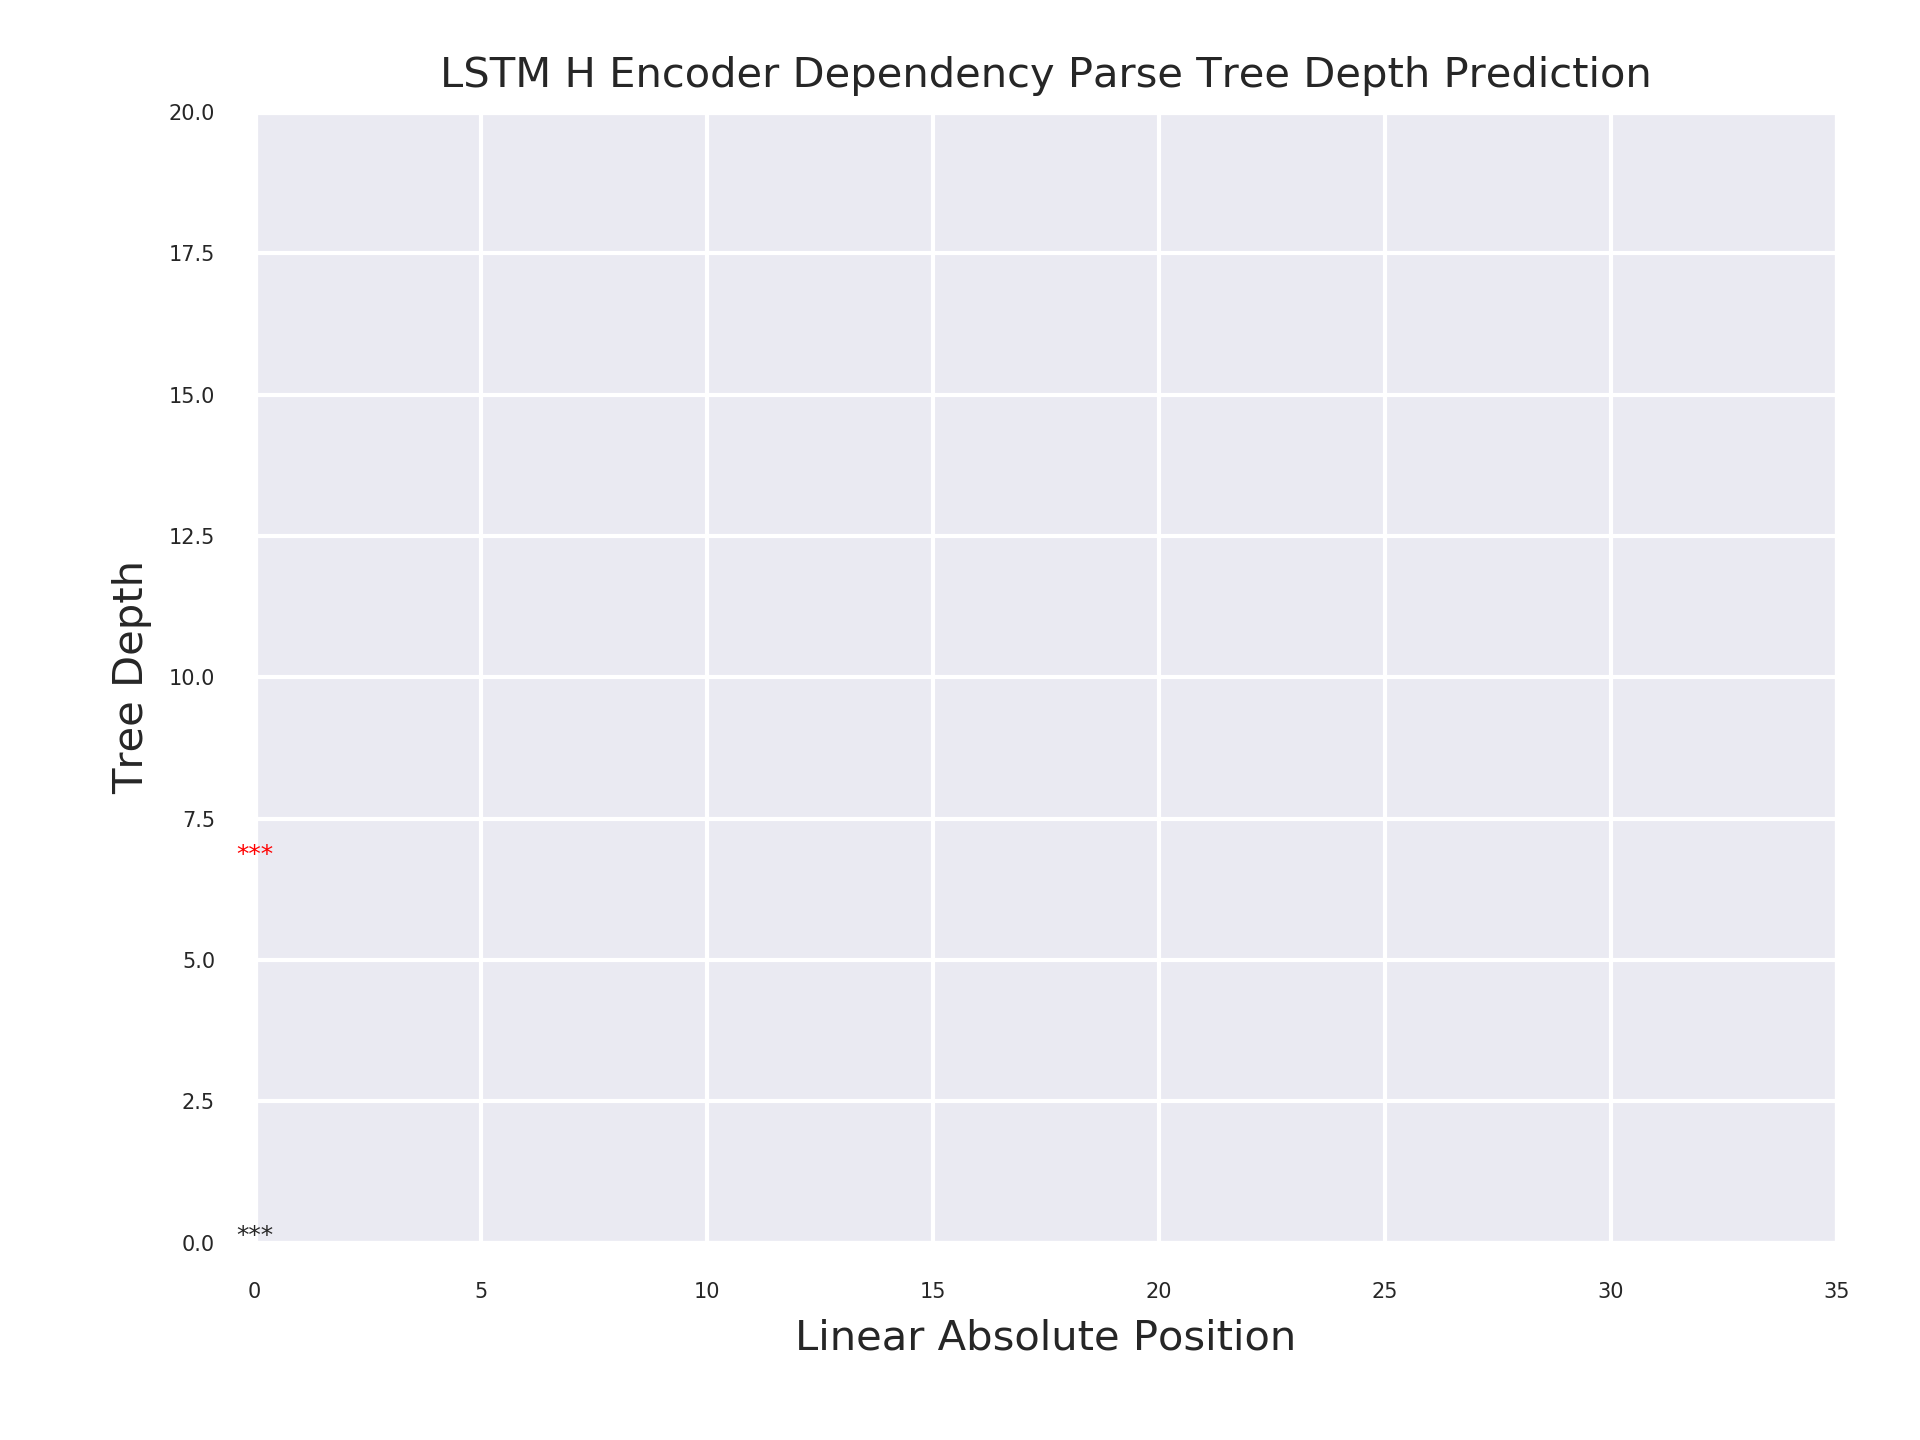 LSTM H Encoder Dependency Parse Tree Depth Prediction
20.0
17.5
15.0
12.5
10.0
7.5
5.0
2.5
0.0
Tree Depth
***
***
0 5 10 15 20 25 30 35
Linear Absolute Position